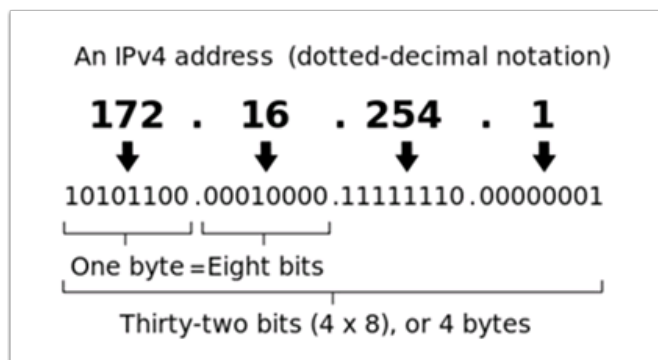 An IPv4 address (dotted-decimal notation)
172 . 16 . 254 . 1
10101100 .00010000 .11111110 .00000001
One byte =Eight bits
Thirty-two bits (4 x 8), or 4 bytes